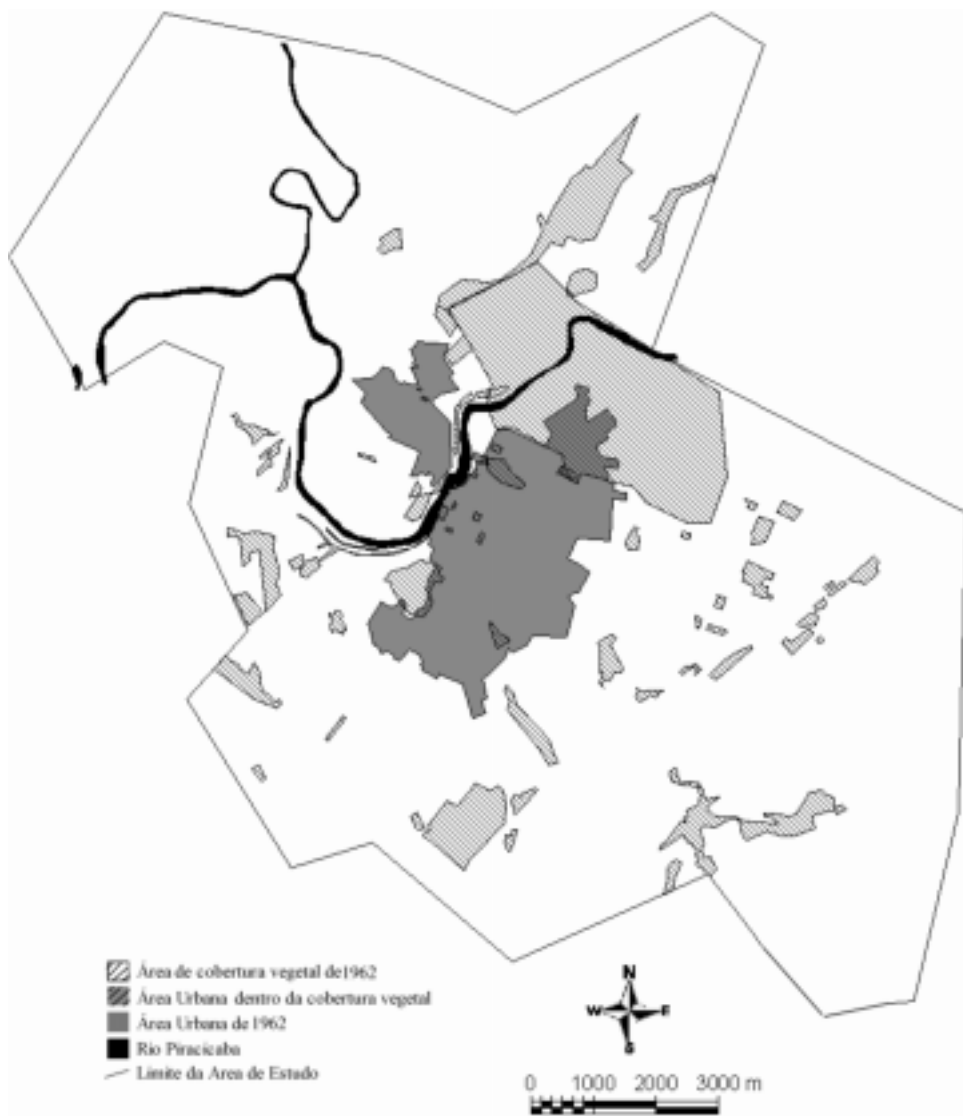 Área de cobertura vegetal de1962
Área Urbana dentro da cobertura vegetal
Área Urbana de 1962
Rio Piracicaba
Limite da Area de Estudo
N
W E
S
0 1000 2000 3000 m